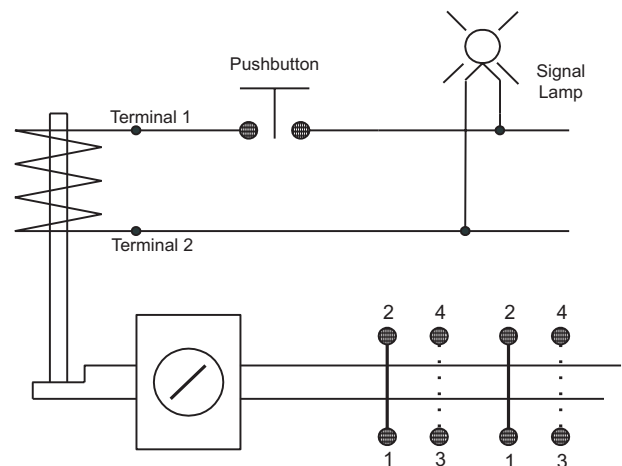 Pushbutton
Signal
Lamp
Terminal 1
Terminal 2
2 4 2 4
1 3 1 3